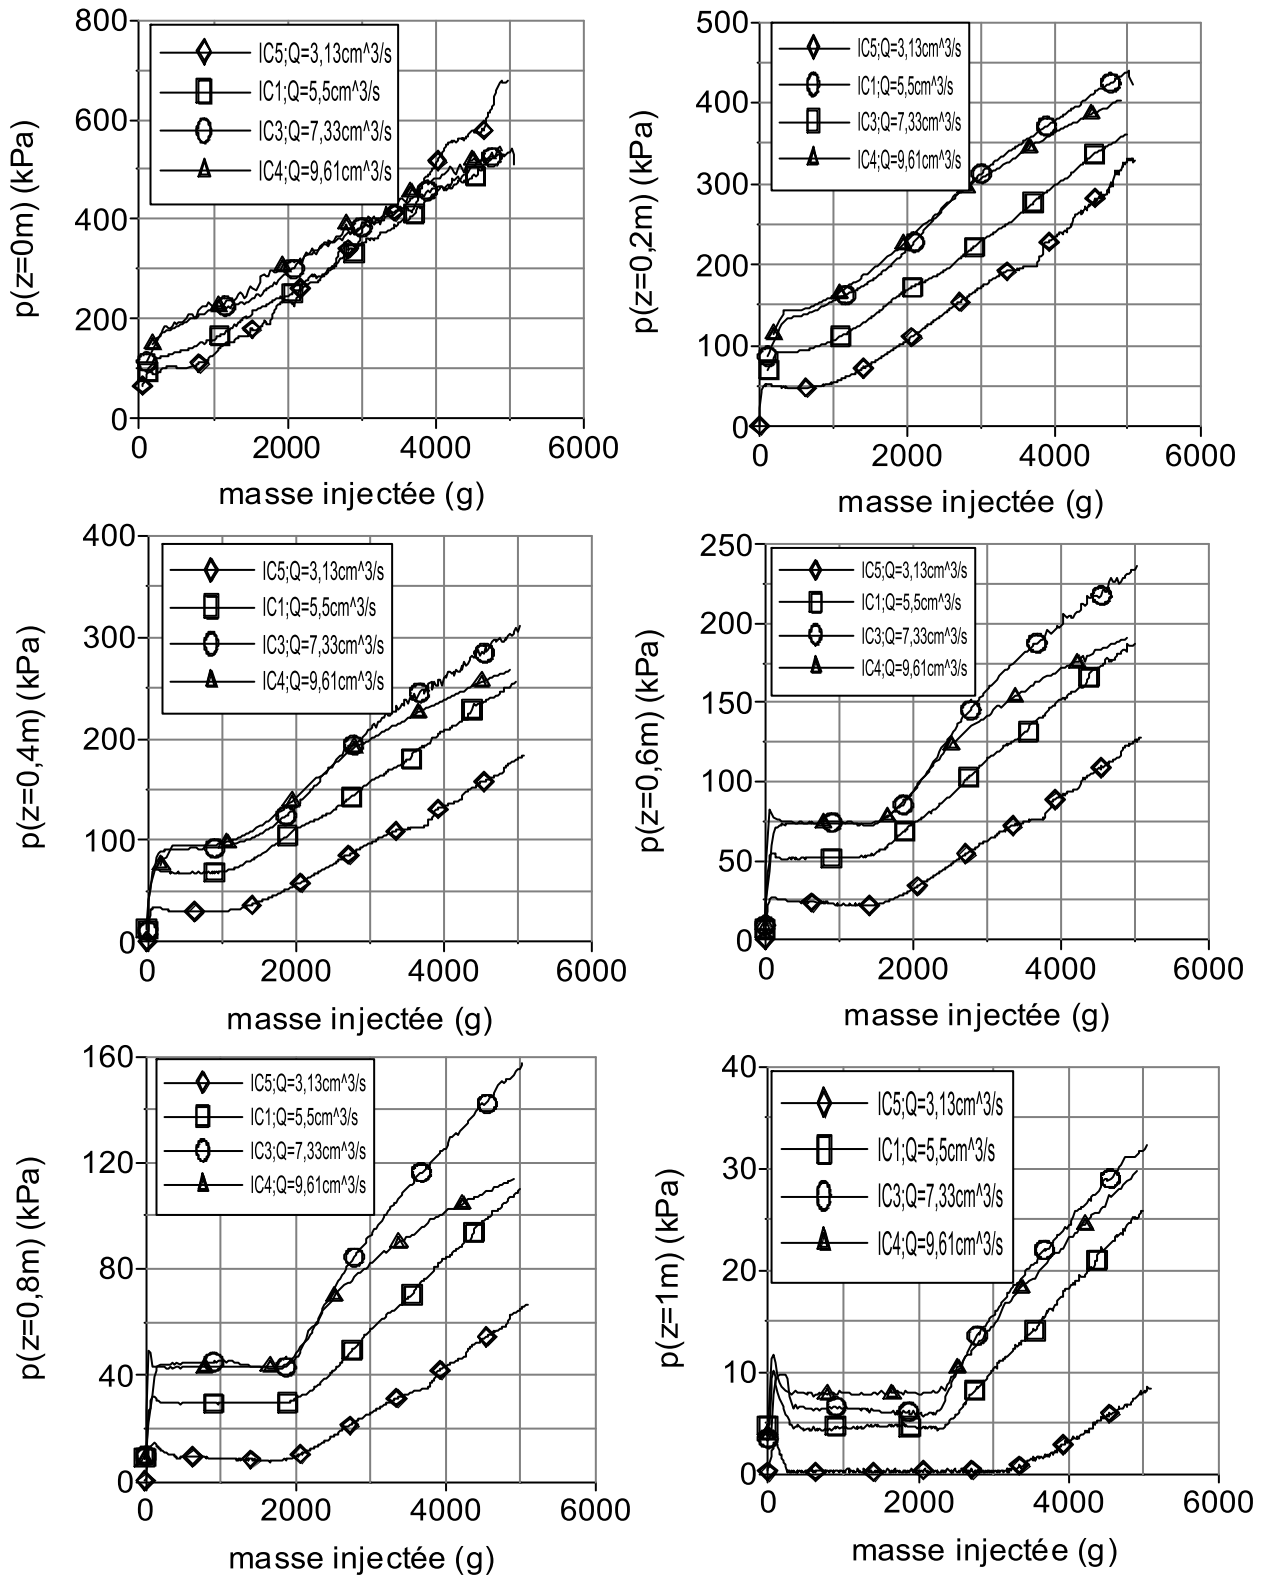 800
600
400
200
0
0
2000
4000
6000
p(z=0m) (kPa)
masse injectée (g)
IC5;Q=3,13cm^3/s
IC1;Q=5,5cm^3/s
IC3;Q=7,33cm^3/s
IC4;Q=9,61cm^3/s
500
400
300
200
100
0
0
2000
4000
6000
p(z=0,2m) (kPa)
masse injectée (g)
IC5;Q=3,13cm^3/s
IC1;Q=5,5cm^3/s
IC3;Q=7,33cm^3/s
IC4;Q=9,61cm^3/s
400
300
200
100
0
0
2000
4000
6000
p(z=0,4m) (kPa)
masse injectée (g)
IC5;Q=3,13cm^3/s
IC1;Q=5,5cm^3/s
IC3;Q=7,33cm^3/s
IC4;Q=9,61cm^3/s
250
200
150
100
50
0
0
2000
4000
6000
p(z=0,6m) (kPa)
masse injectée (g)
IC5;Q=3,13cm^3/s
IC1;Q=5,5cm^3/s
IC3;Q=7,33cm^3/s
IC4;Q=9,61cm^3/s
160
120
80
40
0
0
2000
4000
6000
p(z=0,8m) (kPa)
masse injectée (g)
IC5;Q=3,13cm^3/s
IC1;Q=5,5cm^3/s
IC3;Q=7,33cm^3/s
IC4;Q=9,61cm^3/s
40
30
20
10
0
0
2000
4000
6000
p(z=1m) (kPa)
masse injectée (g)
IC5;Q=3,13cm^3/s
IC1;Q=5,5cm^3/s
IC3;Q=7,33cm^3/s
IC4;Q=9,61cm^3/s